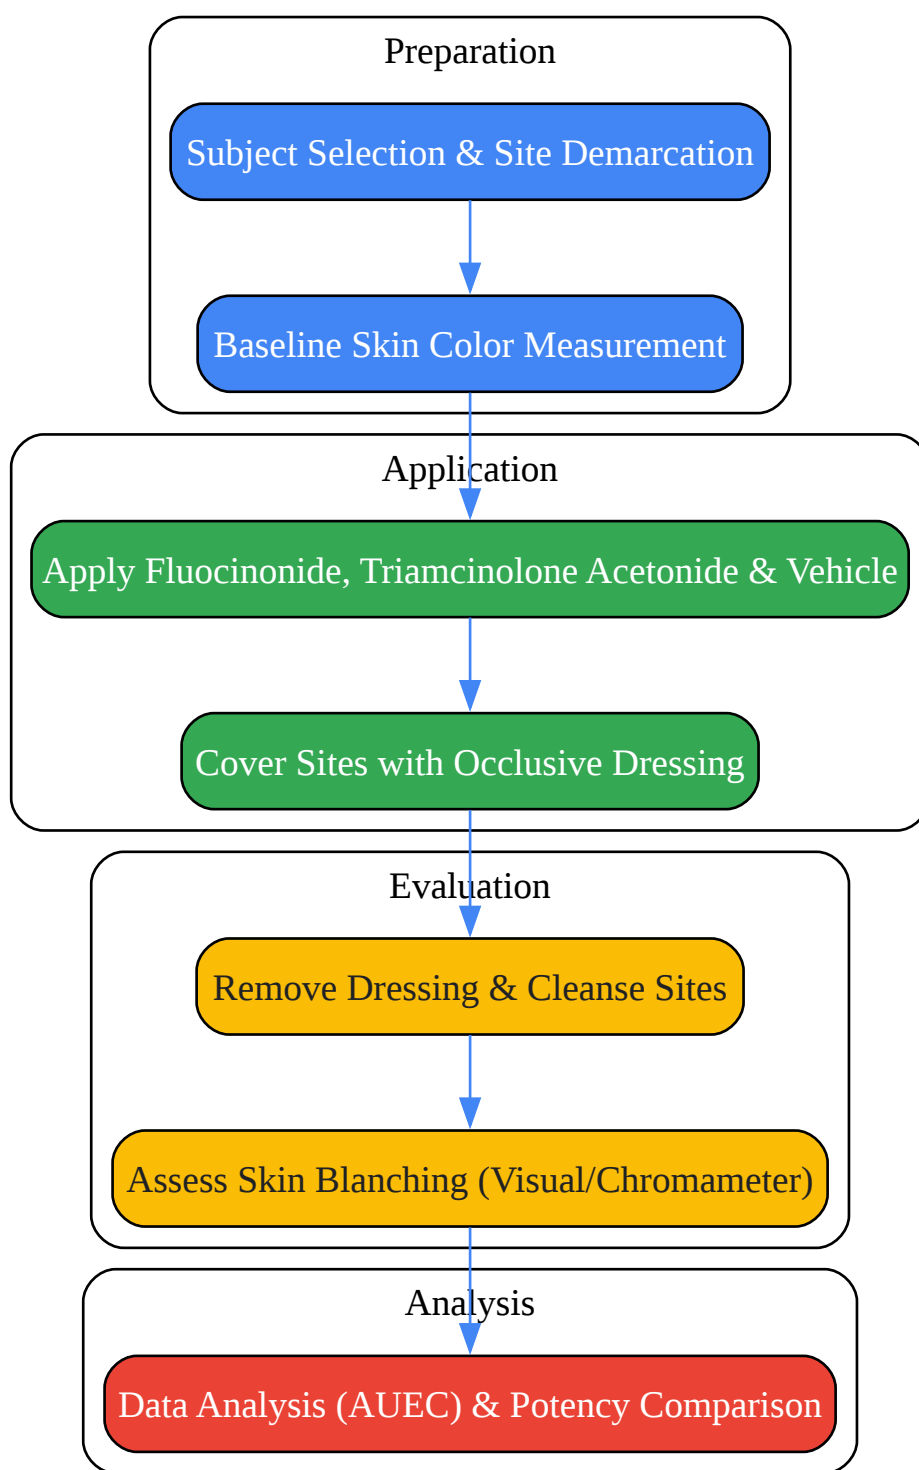 Preparation
Subject Selection & Site Demarcation
Baseline Skin Color Measurement
Application
Apply Fluocinonide, Triamcinolone Acetonide & Vehicle
Cover Sites with Occlusive Dressing
Evaluation
Remove Dressing & Cleanse Sites
Assess Skin Blanching (Visual/Chromameter)
Analysis
Data Analysis (AUEC) & Potency Comparison